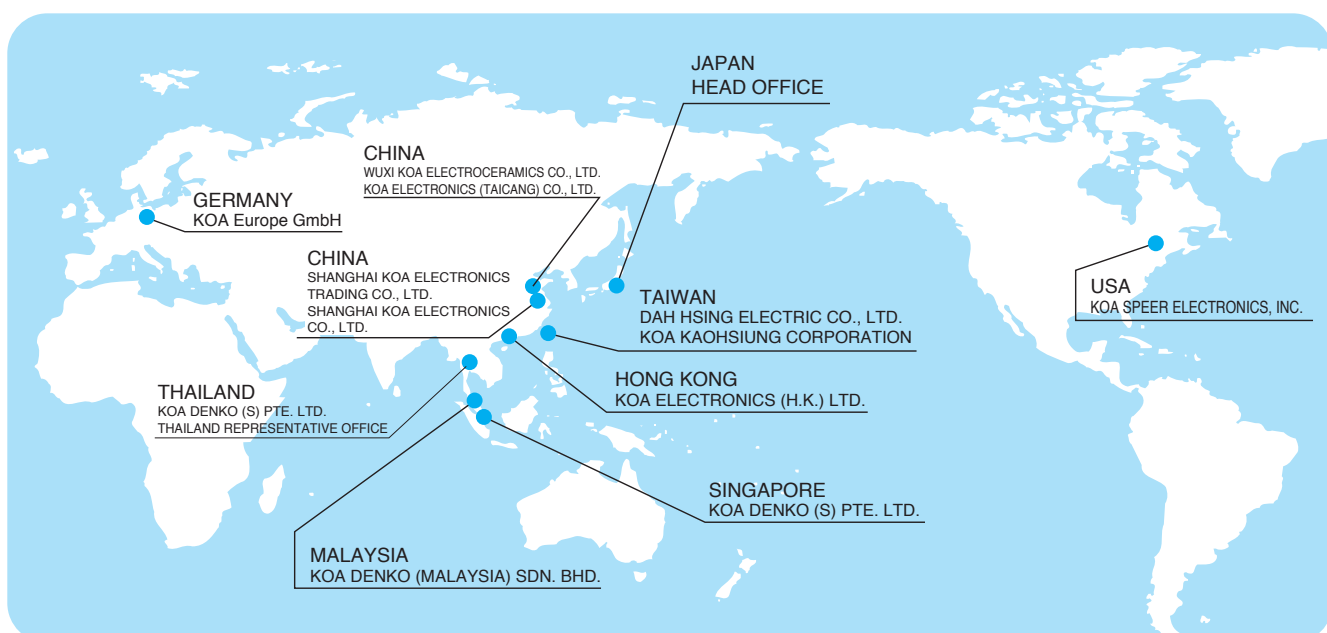 JAPAN
HEAD OFFICE
CHINA
WUXI KOA ELECTROCERAMICS CO., LTD.
KOA ELECTRONICS (TAICANG) CO., LTD.
GERMANY
KOA Europe GmbH
CHINA
SHANGHAI KOA ELECTRONICS
TRADING CO., LTD.
SHANGHAI KOA ELECTRONICS
CO., LTD.
TAIWAN
DAH HSING ELECTRIC CO., LTD.
KOA KAOHSIUNG CORPORATION
USA
KOA SPEER ELECTRONICS, INC.
THAILAND
KOA DENKO (S) PTE. LTD.
THAILAND REPRESENTATIVE OFFICE
HONG KONG
KOA ELECTRONICS (H.K.) LTD.
SINGAPORE
KOA DENKO (S) PTE. LTD.
MALAYSIA
KOA DENKO (MALAYSIA) SDN. BHD.